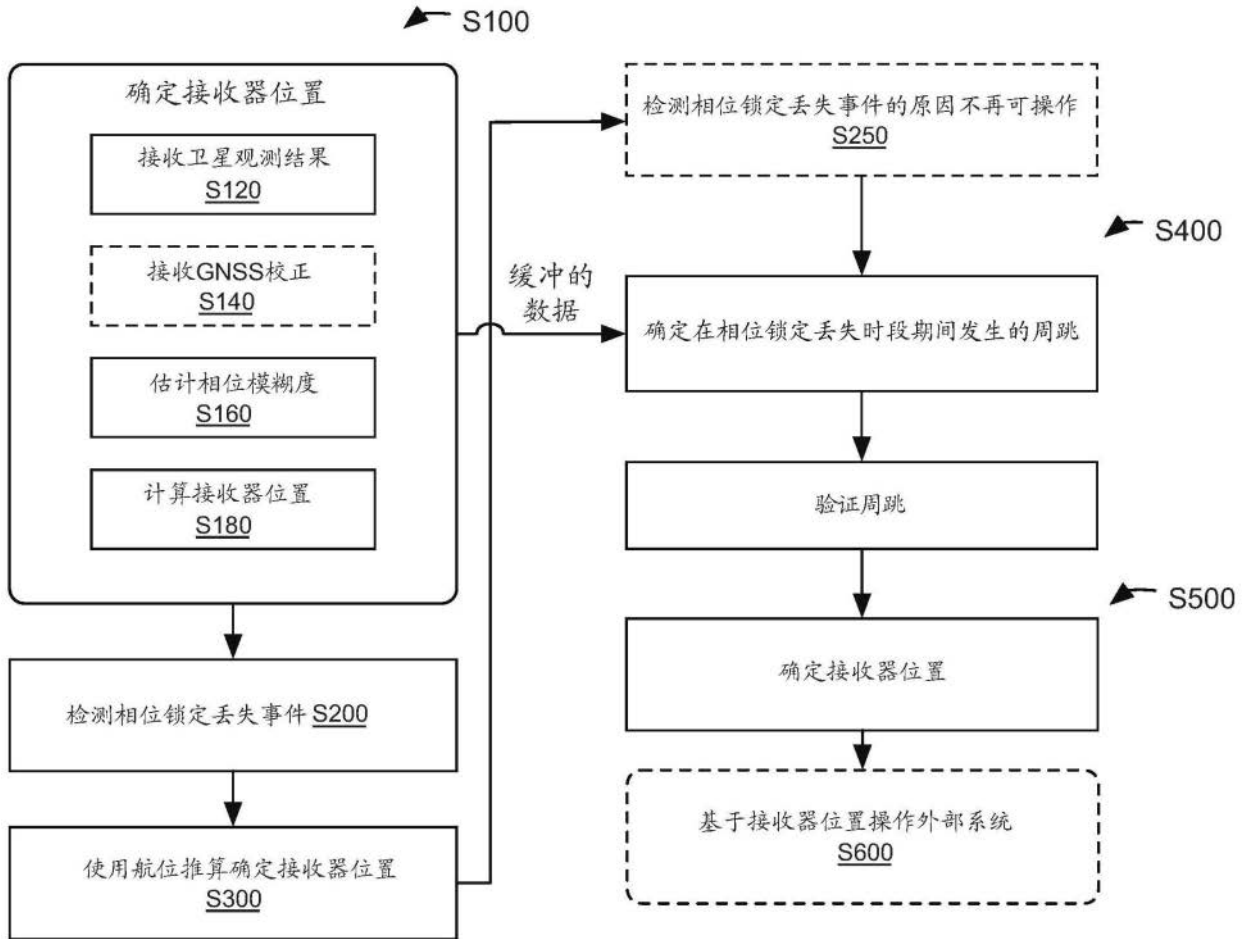 S100
确定接收器位置
接收卫星观测结果
S120
接收GNSS校正
S140
估计相位模糊度
S160
计算接收器位置
S180
检测相位锁定丢失事件 S200
使用航位推算确定接收器位置
S300
缓冲的
数据
检测相位锁定丢失事件的原因不再可操作
S250
S400
确定在相位锁定丢失时段期间发生的周跳
验证周跳
S500
确定接收器位置
基于接收器位置操作外部系统
S600